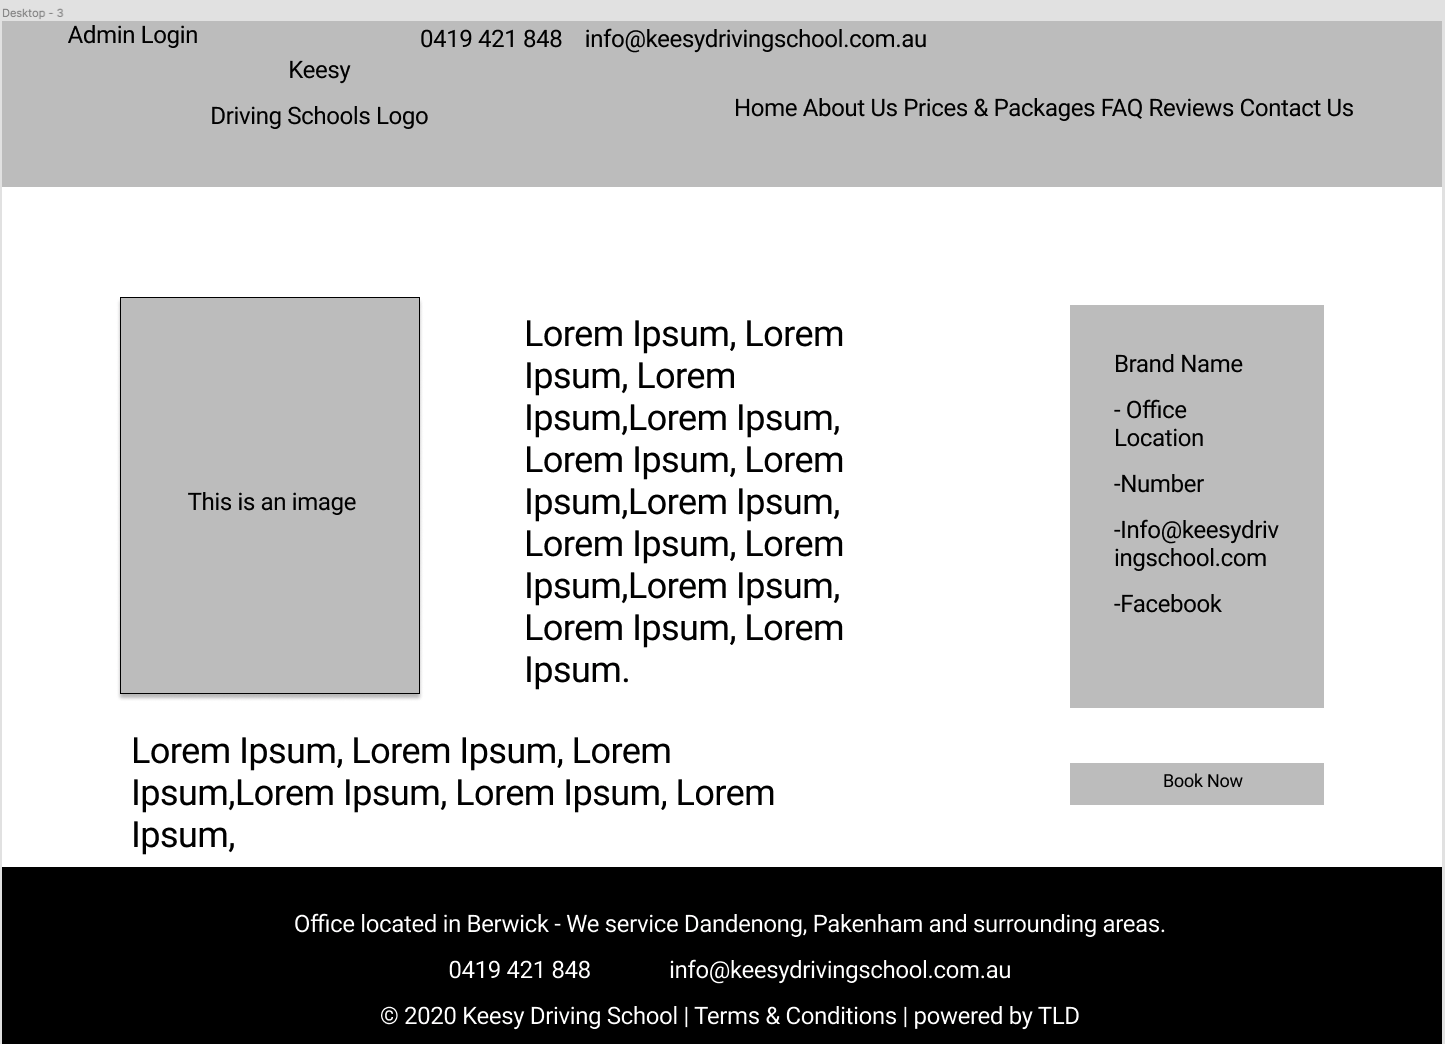 Desktop - 3
Admin Login
0419 421 848 info@keesydrivingschool.com.au
Keesy
Driving Schools Logo
Home About Us Prices & Packages FAQ Reviews Contact Us
This is an image
Lorem Ipsum, Lorem
Ipsum, Lorem
Ipsum,Lorem Ipsum,
Lorem Ipsum, Lorem
Ipsum,Lorem Ipsum,
Lorem Ipsum, Lorem
Ipsum,Lorem Ipsum,
Lorem Ipsum, Lorem
Ipsum.
Brand Name
- Office
Location
-Number
-Info@keesydriv
ingschool.com
-Facebook
Lorem Ipsum, Lorem Ipsum, Lorem
Ipsum,Lorem Ipsum, Lorem Ipsum, Lorem
Ipsum,
Book Now
Office located in Berwick - We service Dandenong, Pakenham and surrounding areas.
0419 421 848 info@keesydrivingschool.com.au
© 2020 Keesy Driving School | Terms & Conditions | powered by TLD